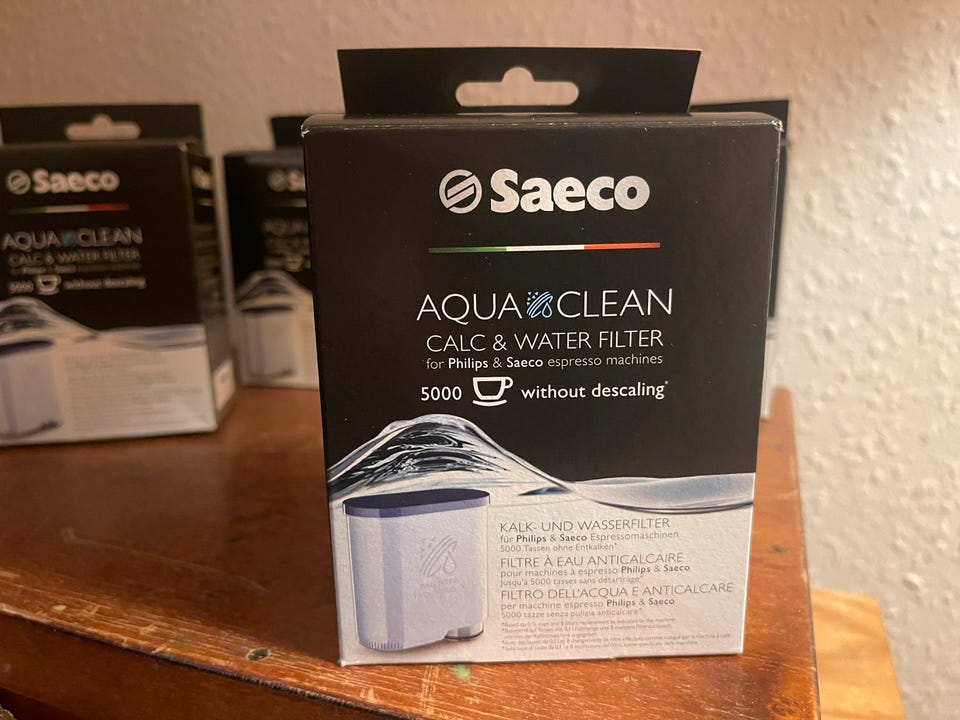 Saeco
AQUA CLEAN
CALC & WATER FILTER
for Philips & Saeco espresso machines
5000 without descaling*
KALK- UND WASSERFILTER
für Philips & Saeco Espressomaschinen
5000 Tassen ohne Entkalken*
FILTRE À EAU ANTICALCAIRE
pour machines à espresso Philips & Saeco
Jusqu'à 5000 tasses sans détartrage*
FILTRO DELL'ACQUA E ANTICALCARE
per macchine espresso Philips & Saeco
5000 tazze senza pulizia anticalcare*
Saeco
AQUA CLEAN
CALC & WATER FILTER
5000 without descaling